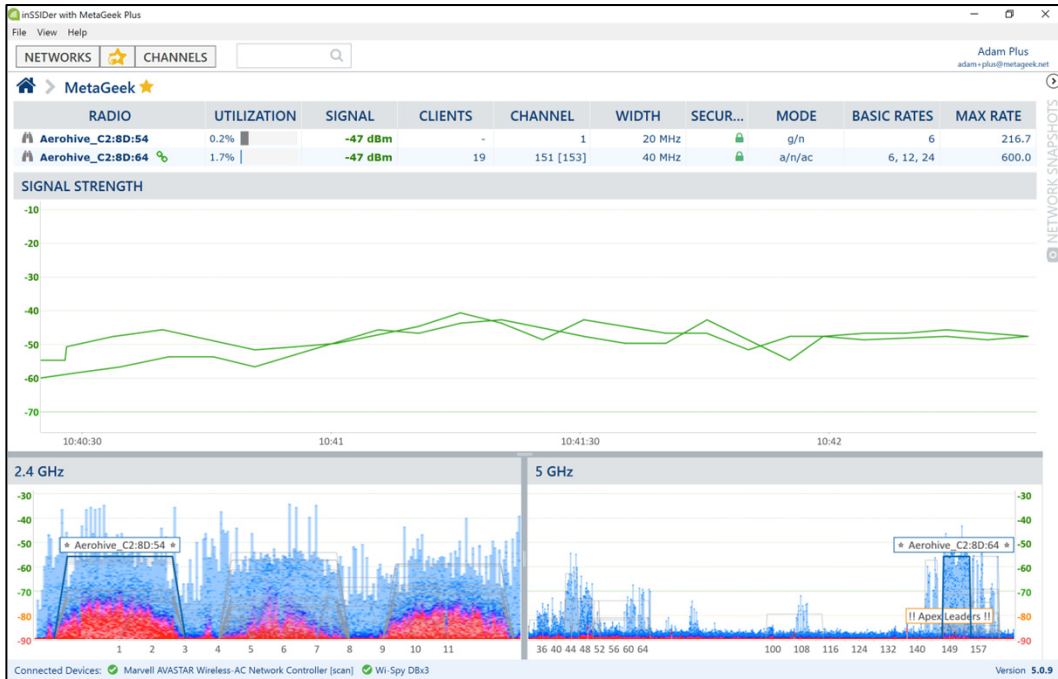 inSSIDer with MetaGeek Plus
File View Help
NETWORKS CHANNELS
Adam Plus
adam+plus@metageek.net
MetaGeek
RADIO UTILIZATION SIGNAL CLIENTS CHANNEL WIDTH SECUR... MODE BASIC RATES MAX RATE
Aerohive_C2:8D:54 0.2% -47 dBm - 1 20 MHz g/n 6 216.7
Aerohive_C2:8D:64 1.7% -47 dBm 19 151 [153] 40 MHz a/n/ac 6, 12, 24 600.0
NETWORK SNAPSHOTS
SIGNAL STRENGTH
-10
-20
-30
-40
-50
-60
-70
10:40:30 10:41 10:41:30 10:42
2.4 GHz
-30
-40
-50
-60
-70
-80
-90
Aerohive_C2:8D:54
1 2 3 4 5 6 7 8 9 10 11
5 GHz
Aerohive_C2:8D:64
!! Apex Leaders !!
-30
-40
-50
-60
-70
-80
-90
36 40 44 48 52 56 60 64 100 108 116 124 132 140 149 157
Connected Devices: Marvell AVASTAR Wireless-AC Network Controller [scan] Wi-Spy DBx3
Version 5.0.9